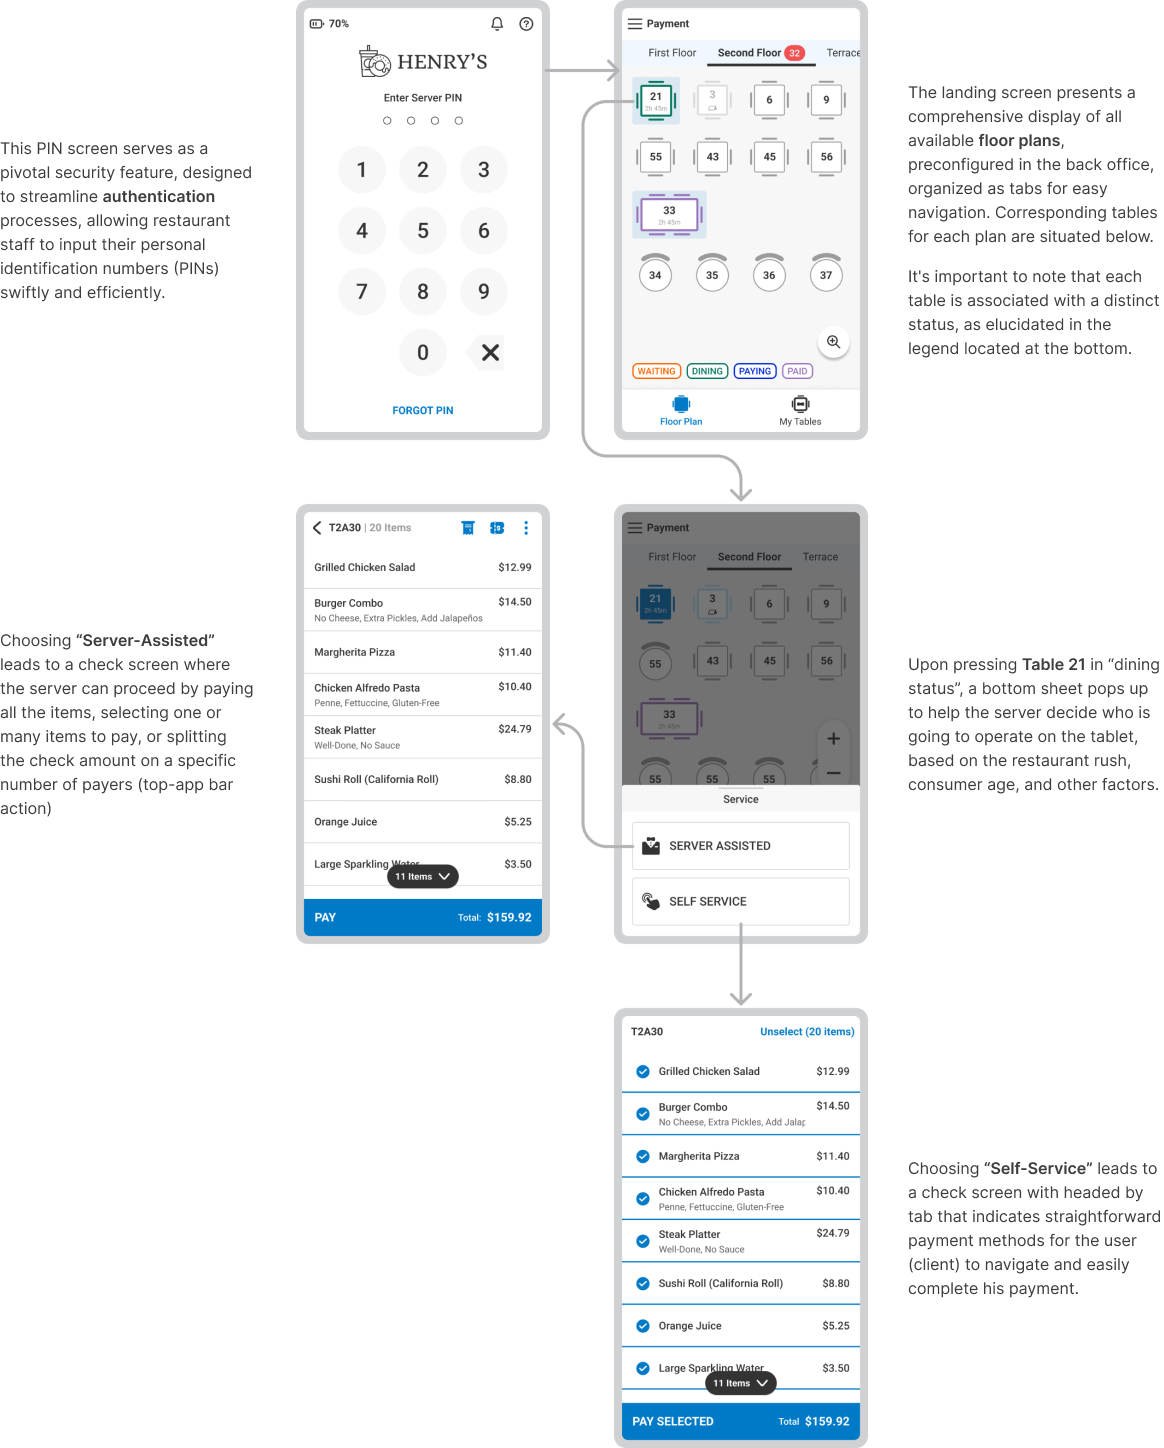 This PIN screen serves as a
pivotal security feature, designed
to streamline authentication
processes, allowing restaurant
staff to input their personal
identification numbers (PINs)
swiftly and efficiently.
70%
HENRY'S
Enter Server PIN
1 2 3
4 5 6
7 8 9
0
FORGOT PIN
Payment
First Floor Second Floor 32 Terrace
21 3 6 9
2h 45m
55 43 45 56
33
2h 45m
34 35 36 37
WAITING DINING PAYING PAID
Floor Plan My Tables
The landing screen presents a
comprehensive display of all
available floor plans,
preconfigured in the back office,
organized as tabs for easy
navigation. Corresponding tables
for each plan are situated below.
It's important to note that each
table is associated with a distinct
status, as elucidated in the
legend located at the bottom.
Choosing “Server-Assisted”
leads to a check screen where
the server can proceed by paying
all the items, selecting one or
many items to pay, or splitting
the check amount on a specific
number of payers (top-app bar
action)
T2A30 | 20 Items
Grilled Chicken Salad $12.99
Burger Combo $14.50
No Cheese, Extra Pickles, Add Jalapeños
Margherita Pizza $11.40
Chicken Alfredo Pasta $10.40
Penne, Fettuccine, Gluten-Free
Steak Platter $24.79
Well-Done, No Sauce
Sushi Roll (California Roll) $8.80
Orange Juice $5.25
Large Sparkling Water $3.50
11 Items
PAY Total: $159.92
Payment
First Floor Second Floor Terrace
21 3 6 9
2h 45m
55 43 45 56
33
2h 45m
55 55 55
Service
SERVER ASSISTED
SELF SERVICE
Upon pressing Table 21 in “dining
status”, a bottom sheet pops up
to help the server decide who is
going to operate on the tablet,
based on the restaurant rush,
consumer age, and other factors.
T2A30 Unselect (20 items)
Grilled Chicken Salad $12.99
Burger Combo $14.50
No Cheese, Extra Pickles, Add Jalap
Margherita Pizza $11.40
Chicken Alfredo Pasta $10.40
Penne, Fettuccine, Gluten-Free
Steak Platter $24.79
Well-Done, No Sauce
Sushi Roll (California Roll) $8.80
Orange Juice $5.25
Large Sparkling Water $3.50
11 Items
PAY SELECTED Total $159.92
Choosing “Self-Service” leads to
a check screen with headed by
tab that indicates straightforward
payment methods for the user
(client) to navigate and easily
complete his payment.